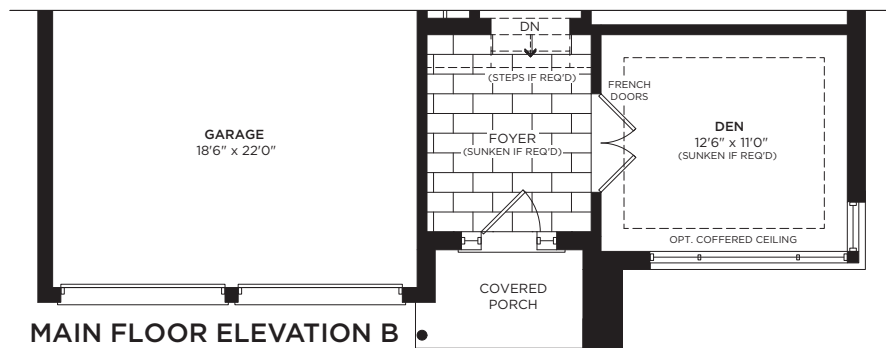 DN
(STEPS IF REQ'D)
FRENCH
DOORS
GARAGE
18'6" x 22'0"
FOYER
(SUNKEN IF REQ'D)
DEN
12'6" x 11'0"
(SUNKEN IF REQ'D)
OPT. COFFERED CEILING
COVERED
PORCH
MAIN FLOOR ELEVATION B